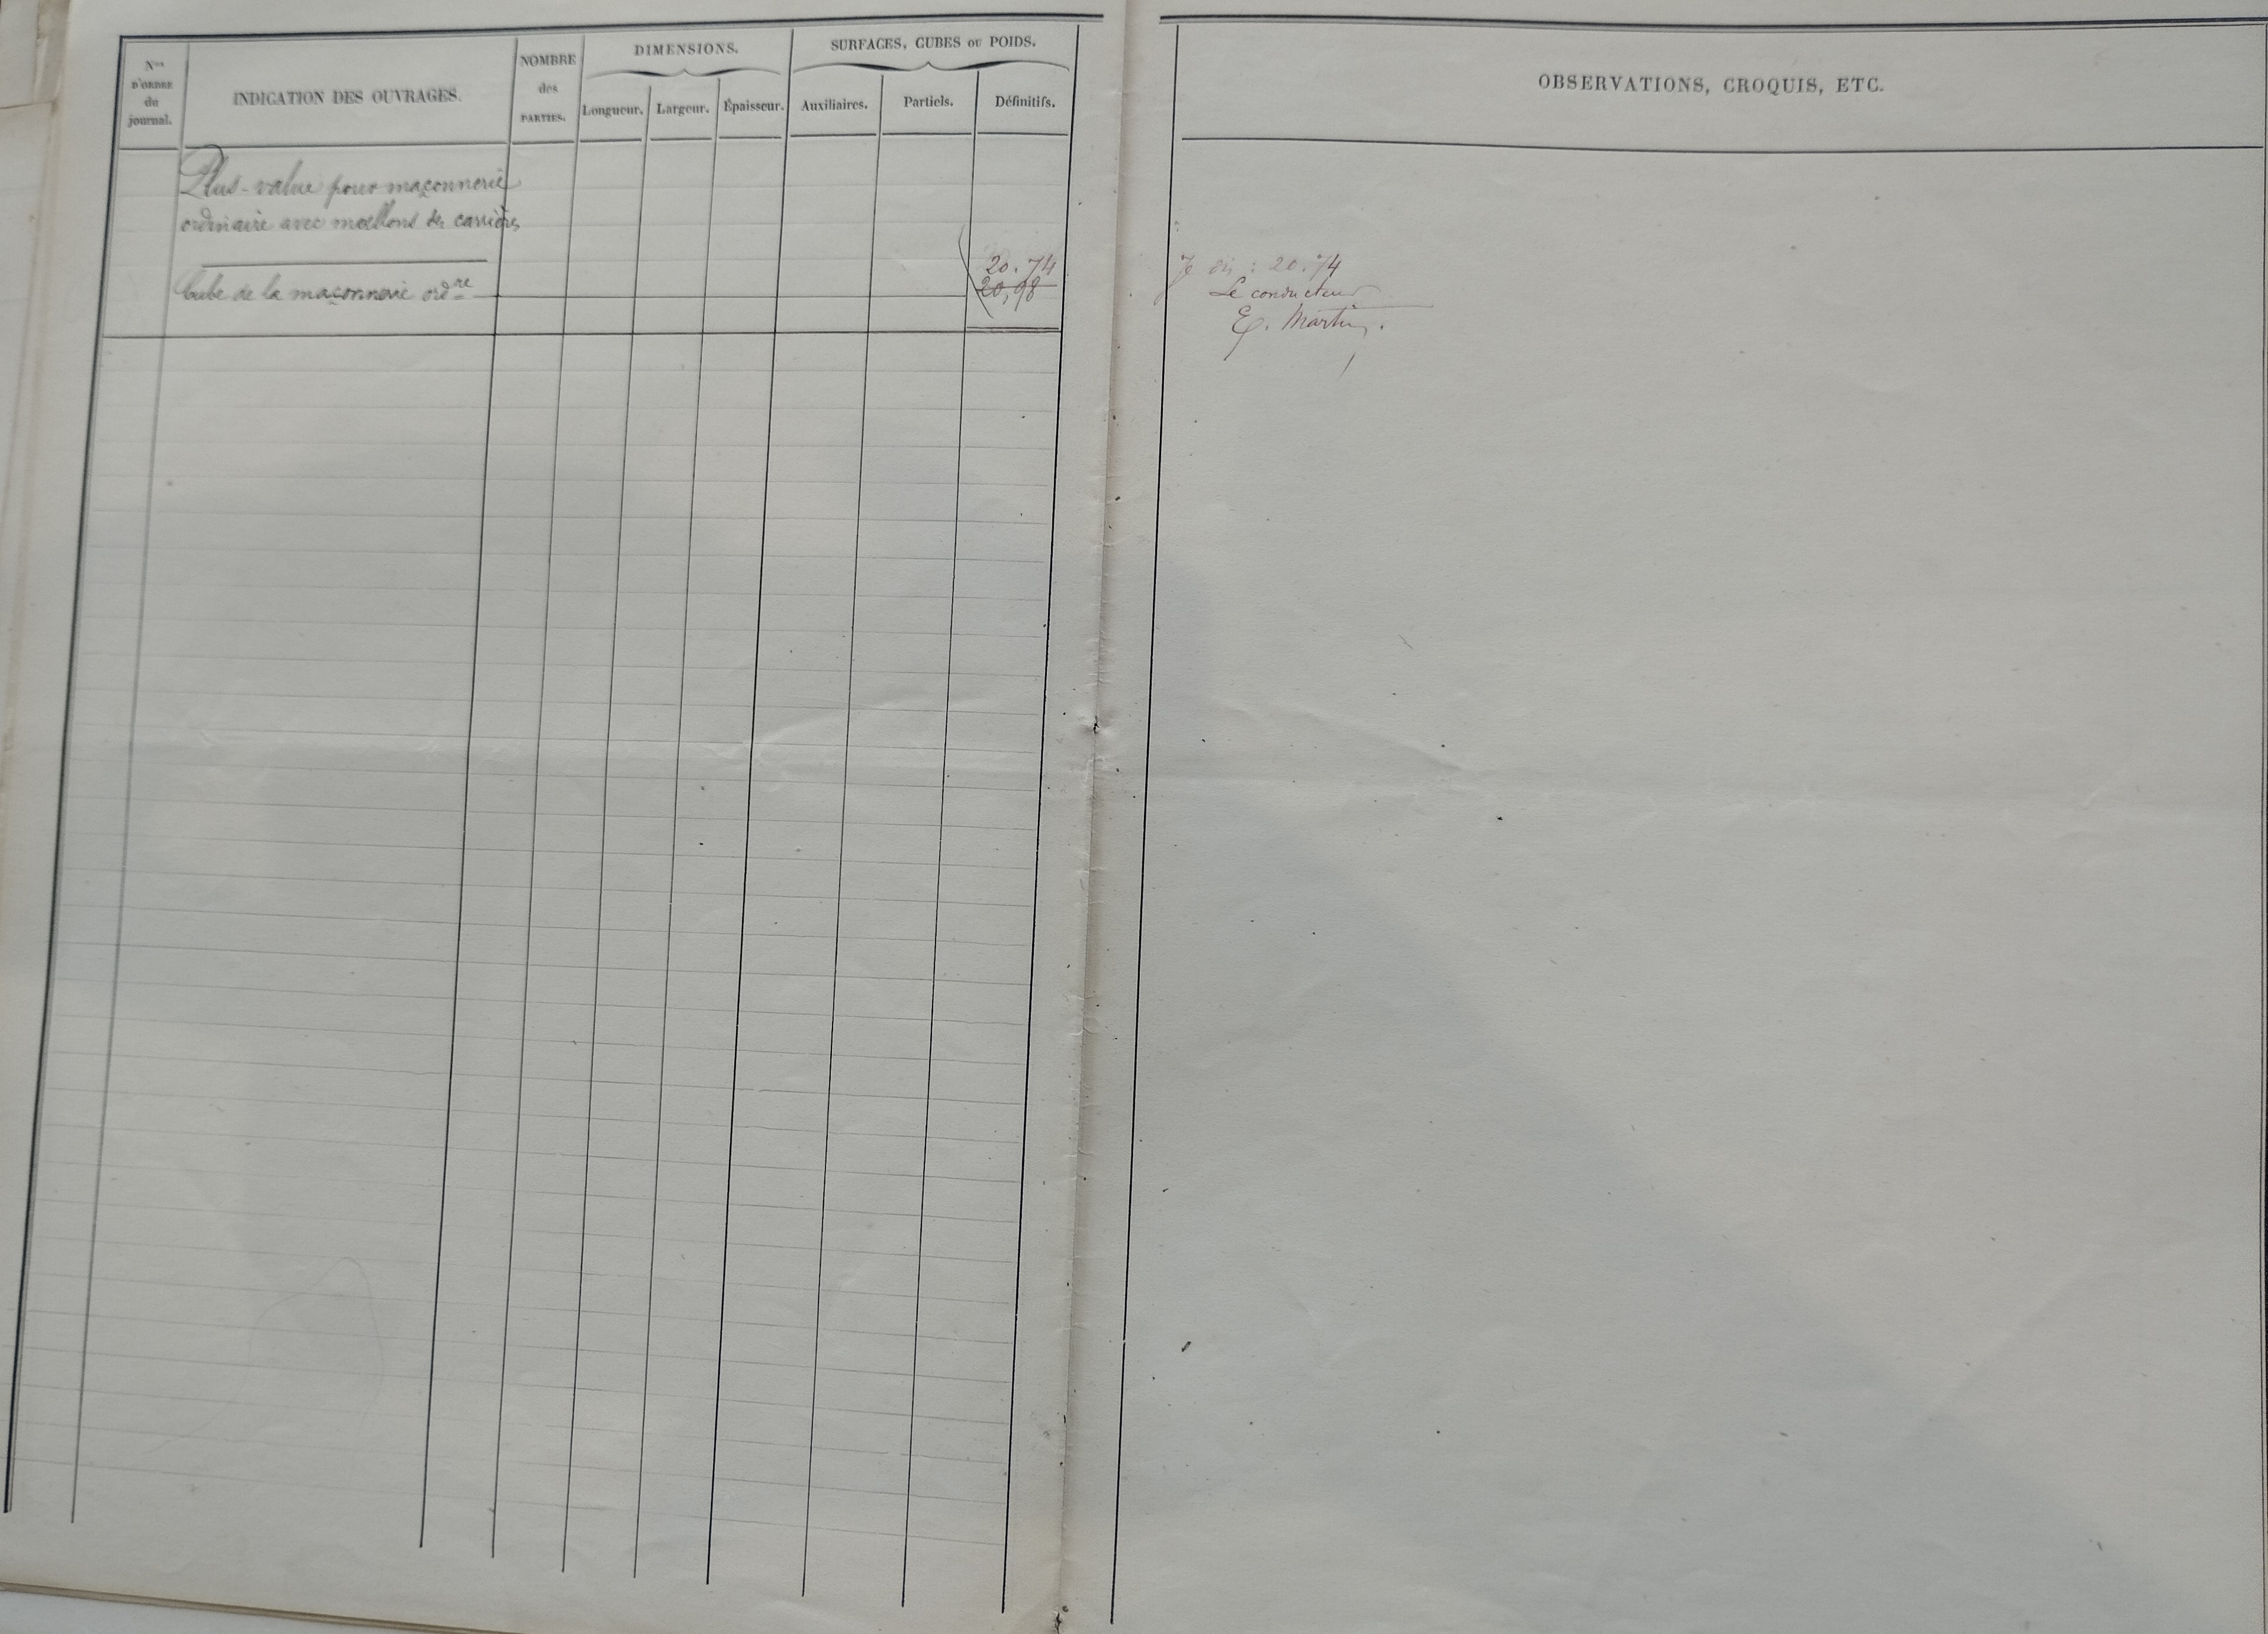 Nos
D'ORDRE
du
journal.
INDICATION DES OUVRAGES.
NOMBRE
des
PARTIES.
DIMENSIONS.
Longueur. Largeur. Épaisseur.
SURFACES, CUBES OU POIDS.
Auxiliaires. Partiels. Définitifs.
OBSERVATIONS, CROQUIS, ETC.
Plus-value pour maçonnerie
ordinaire avec moellons de carrières
20.74
Cube de la maçonnerie ordre 20,98
Je dis : 20.74
Le conducteur
E. Martin.